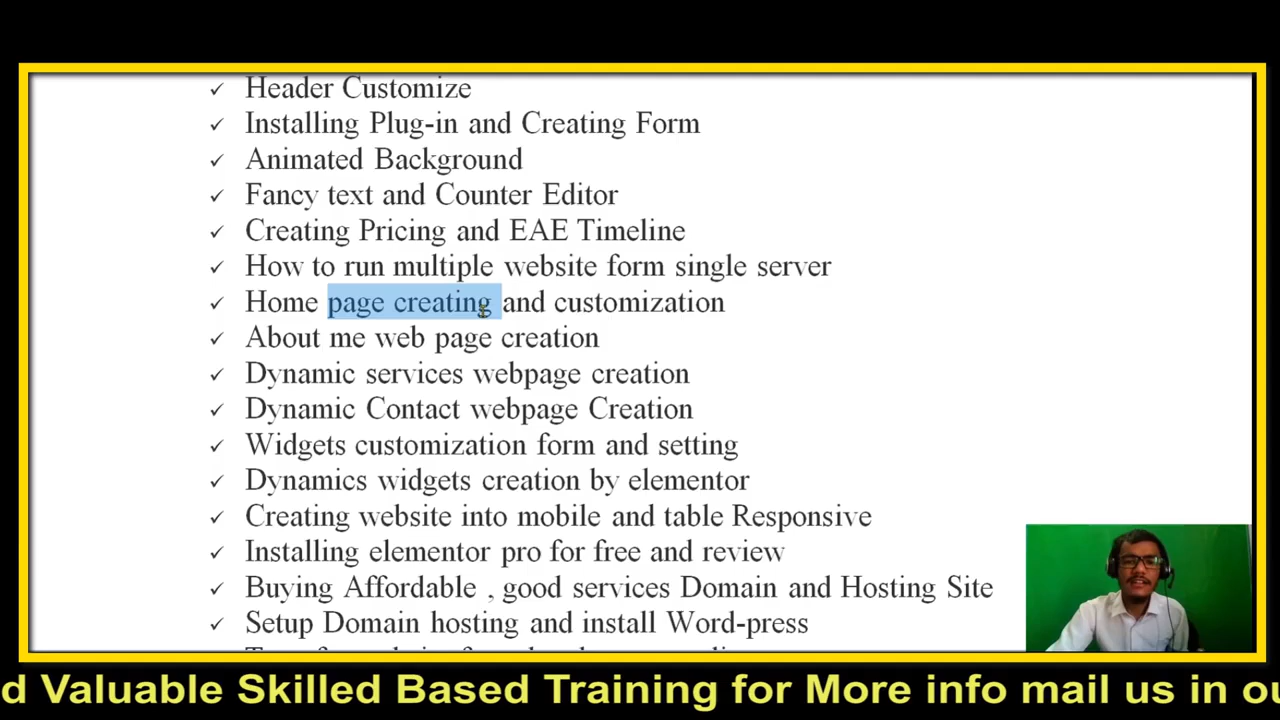 Header Customize
Installing Plug-in and Creating Form
Animated Background
Fancy text and Counter Editor
Creating Pricing and EAE Timeline
How to run multiple website form single server
Home page creating and customization
About me web page creation
Dynamic services webpage creation
Dynamic Contact webpage Creation
Widgets customization form and setting
Dynamics widgets creation by elementor
Creating website into mobile and table Responsive
Installing elementor pro for free and review
Buying Affordable , good services Domain and Hosting Site
Setup Domain hosting and install Word-press
d Valuable Skilled Based Training for More info mail us in ou